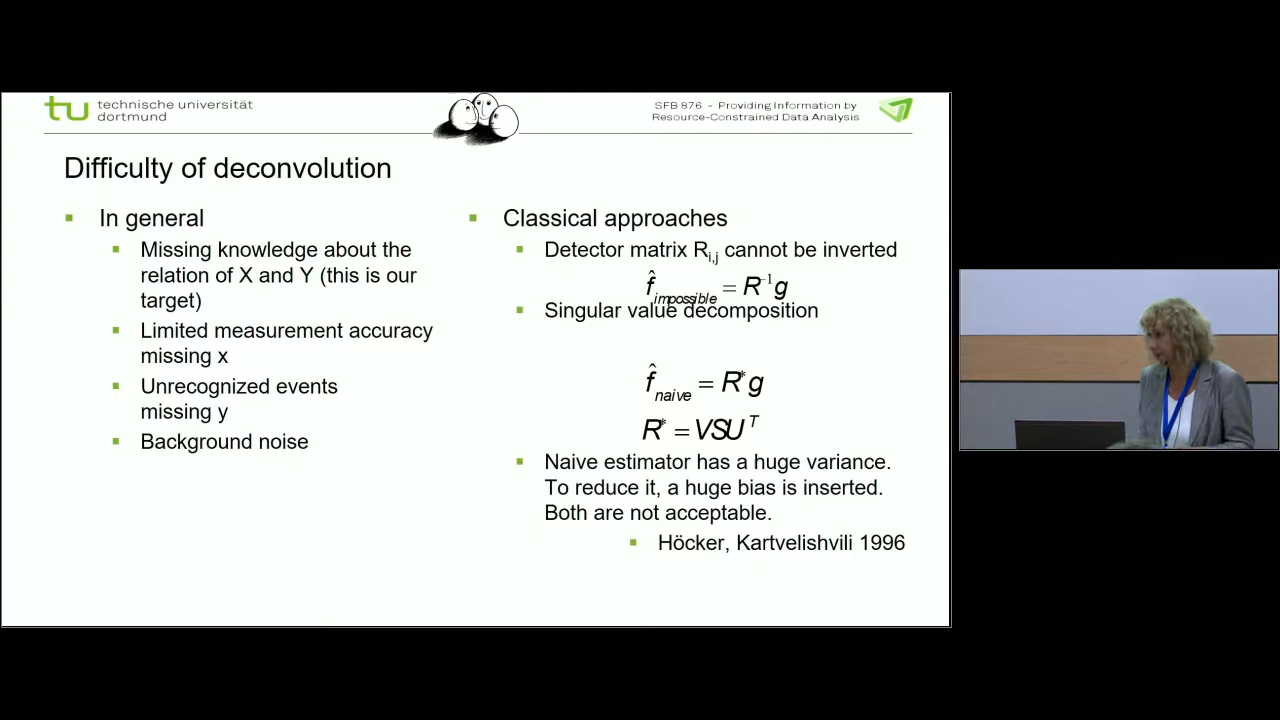 tu technische universität
dortmund
SFB 876 - Providing Information by
Resource-Constrained Data Analysis
Difficulty of deconvolution
In general
Missing knowledge about the
relation of X and Y (this is our
target)
Limited measurement accuracy
missing x
Unrecognized events
missing y
Background noise
Classical approaches
Detector matrix R_{i,j} cannot be inverted
f̂_{impossible} = R^{-1}g
Singular value decomposition
f̂_{naive} = R^*g
R^* = VSU^T
Naive estimator has a huge variance.
To reduce it, a huge bias is inserted.
Both are not acceptable.
Höcker, Kartvelishvili 1996